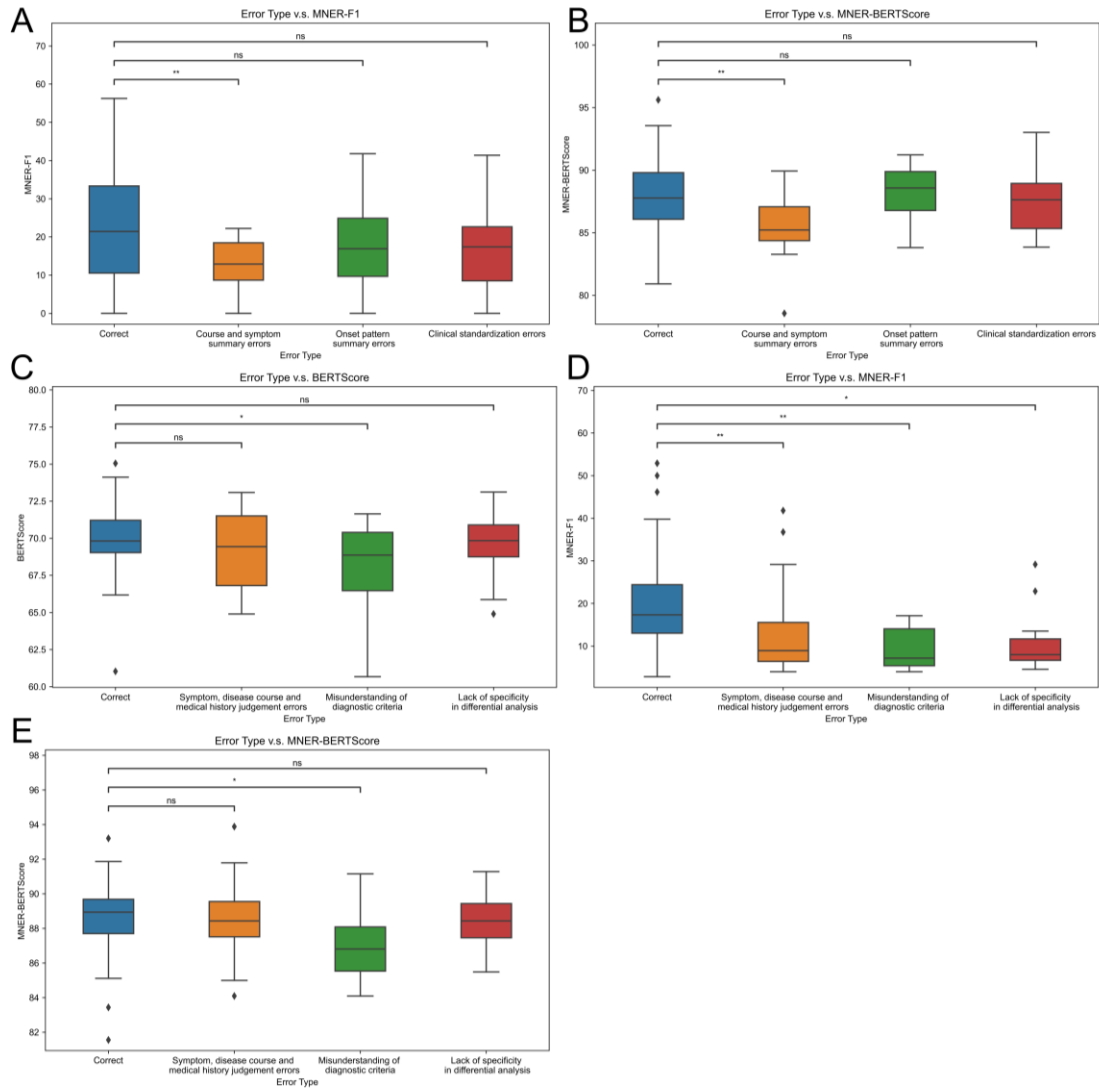 A
Error Type v.s. MNER-F1
ns
ns
**
70
60
50
40
30
20
10
0
MNER-F1
Correct
Course and symptom
summary errors
Onset pattern
summary errors
Clinical standardization errors
Error Type
B
Error Type v.s. MNER-BERTScore
ns
ns
**
100
95
90
85
80
MNER-BERTScore
Correct
Course and symptom
summary errors
Onset pattern
summary errors
Clinical standardization errors
Error Type
C
Error Type v.s. BERTScore
ns
*
ns
80.0
77.5
75.0
72.5
70.0
67.5
65.0
62.5
60.0
BERTScore
Correct
Symptom, disease course and
medical history judgement errors
Misunderstanding of
diagnostic criteria
Lack of specificity
in differential analysis
Error Type
D
Error Type v.s. MNER-F1
*
**
**
70
60
50
40
30
20
10
MNER-F1
Correct
Symptom, disease course and
medical history judgement errors
Misunderstanding of
diagnostic criteria
Lack of specificity
in differential analysis
Error Type
E
Error Type v.s. MNER-BERTScore
ns
*
ns
98
96
94
92
90
88
86
84
82
MNER-BERTScore
Correct
Symptom, disease course and
medical history judgement errors
Misunderstanding of
diagnostic criteria
Lack of specificity
in differential analysis
Error Type